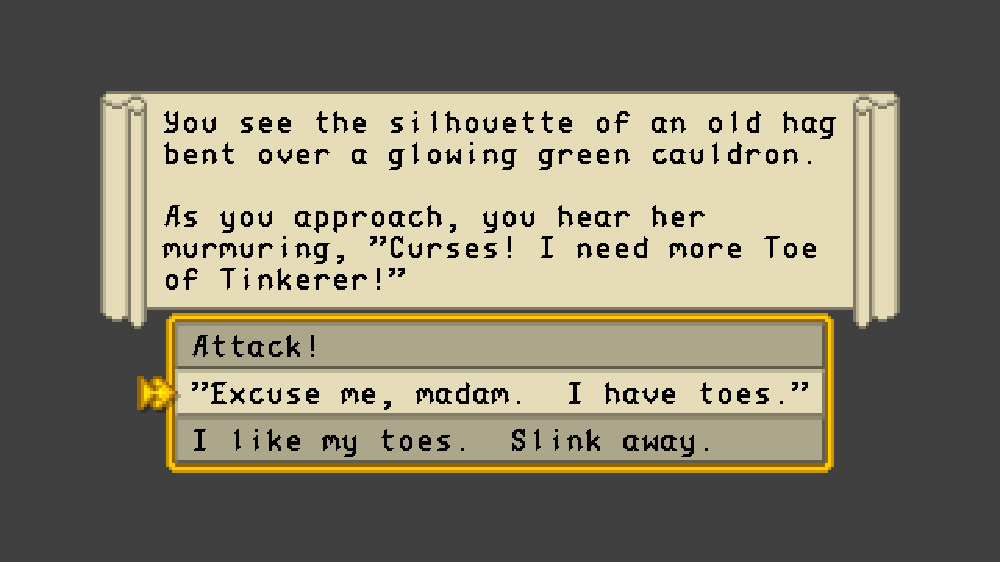 You see the silhouette of an old hag
bent over a glowing green cauldron.
As you approach, you hear her
murmuring, ”Curses! I need more Toe
of Tinkerer!”
Attack!
”Excuse me, madam.  I have toes.”
I like my toes.  Slink away.